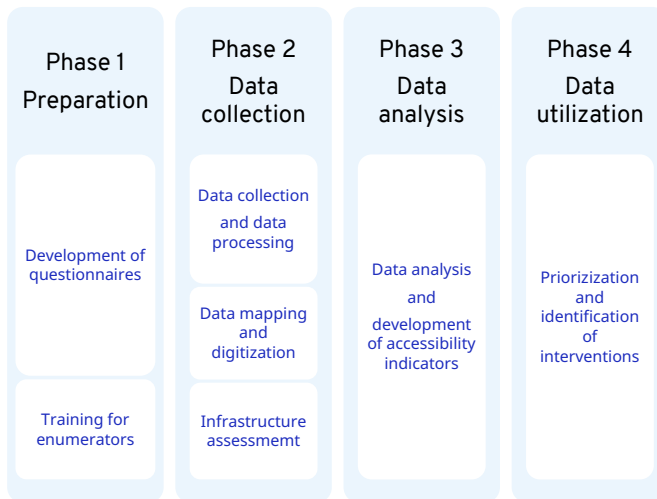 Phase 1
Preparation
Development of
questionnaires
Training for
enumerators
Phase 2
Data
collection
Data collection
and data
processing
Data mapping
and
digitization
Infrastructure
assessmemt
Phase 3
Data
analysis
Data analysis
and
development
of accessibility
indicators
Phase 4
Data
utilization
Priorizization
and
identification
of
interventions